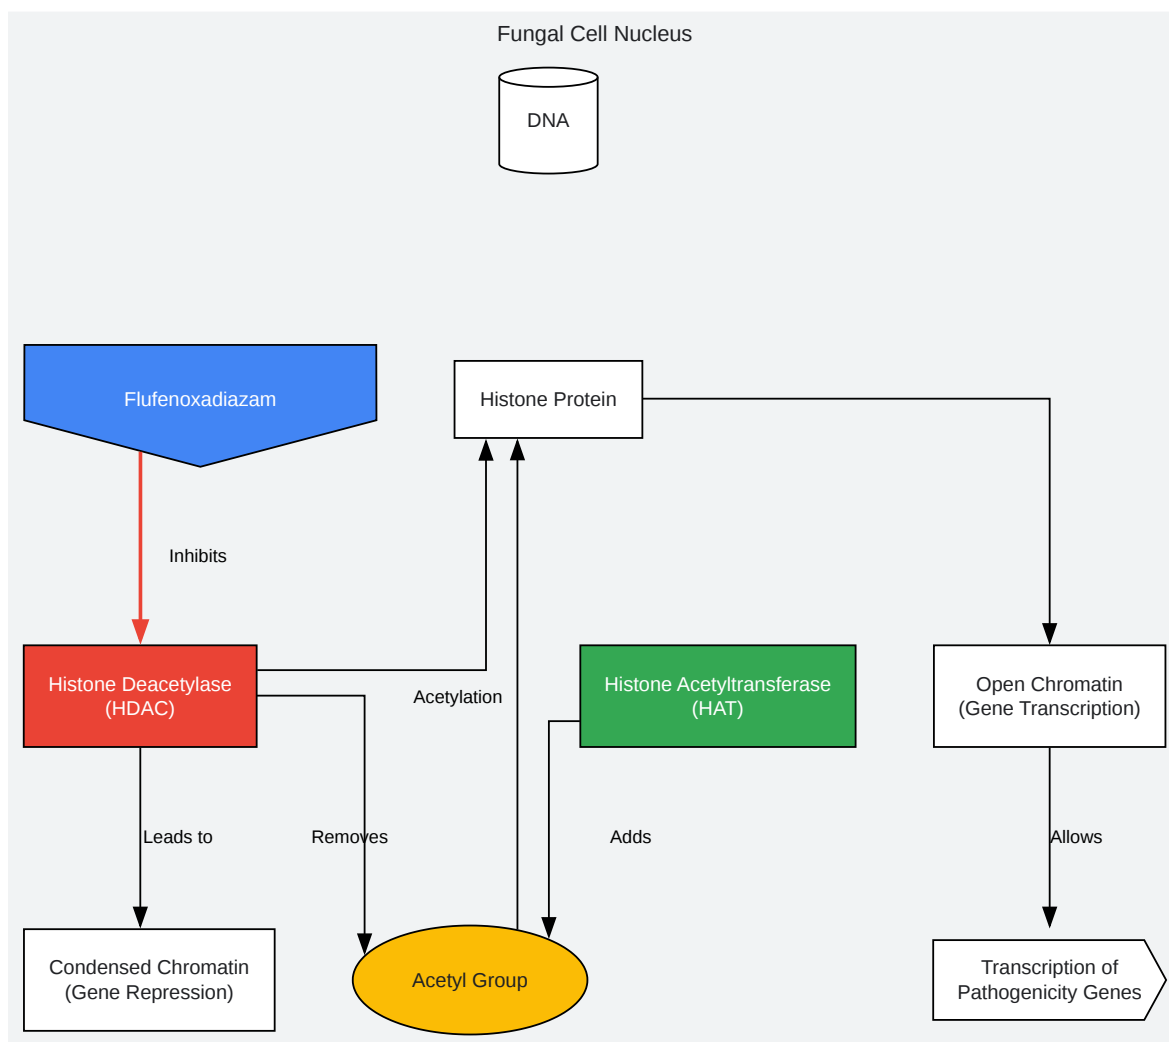 Fungal Cell Nucleus
DNA
Flufenoxadiazam
Histone Protein
Inhibits
Histone Deacetylase
(HDAC)
Acetylation
Histone Acetyltransferase
(HAT)
Open Chromatin
(Gene Transcription)
Leads to
Removes
Adds
Allows
Condensed Chromatin
(Gene Repression)
Acetyl Group
Transcription of
Pathogenicity Genes